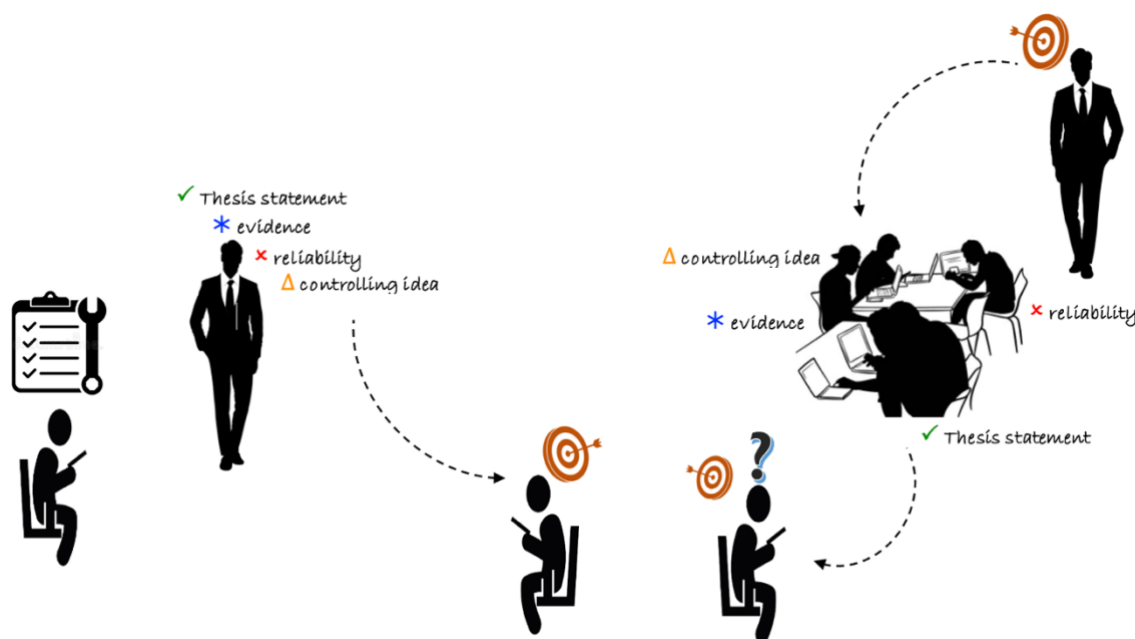 ✓ Thesis statement
* evidence
× reliability
Δ controlling idea
Δ controlling idea
* evidence
× reliability
✓ Thesis statement
?